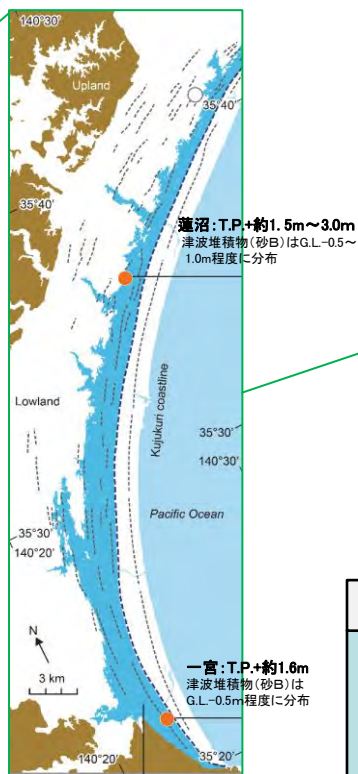 140°30'
Upland
35°40'
35°40'
蓮沼:T.P.+約1.5m～3.0m
津波堆積物(砂B)はG.L.-0.5～
1.0m程度に分布
Lowland
Kujukuri coastline
35°30'
140°30'
Pacific Ocean
35°30'
140°20'
N
3 km
一宮:T.P.+約1.6m
津波堆積物(砂B)は
G.L.-0.5m程度に分布
140°20'
35°20'